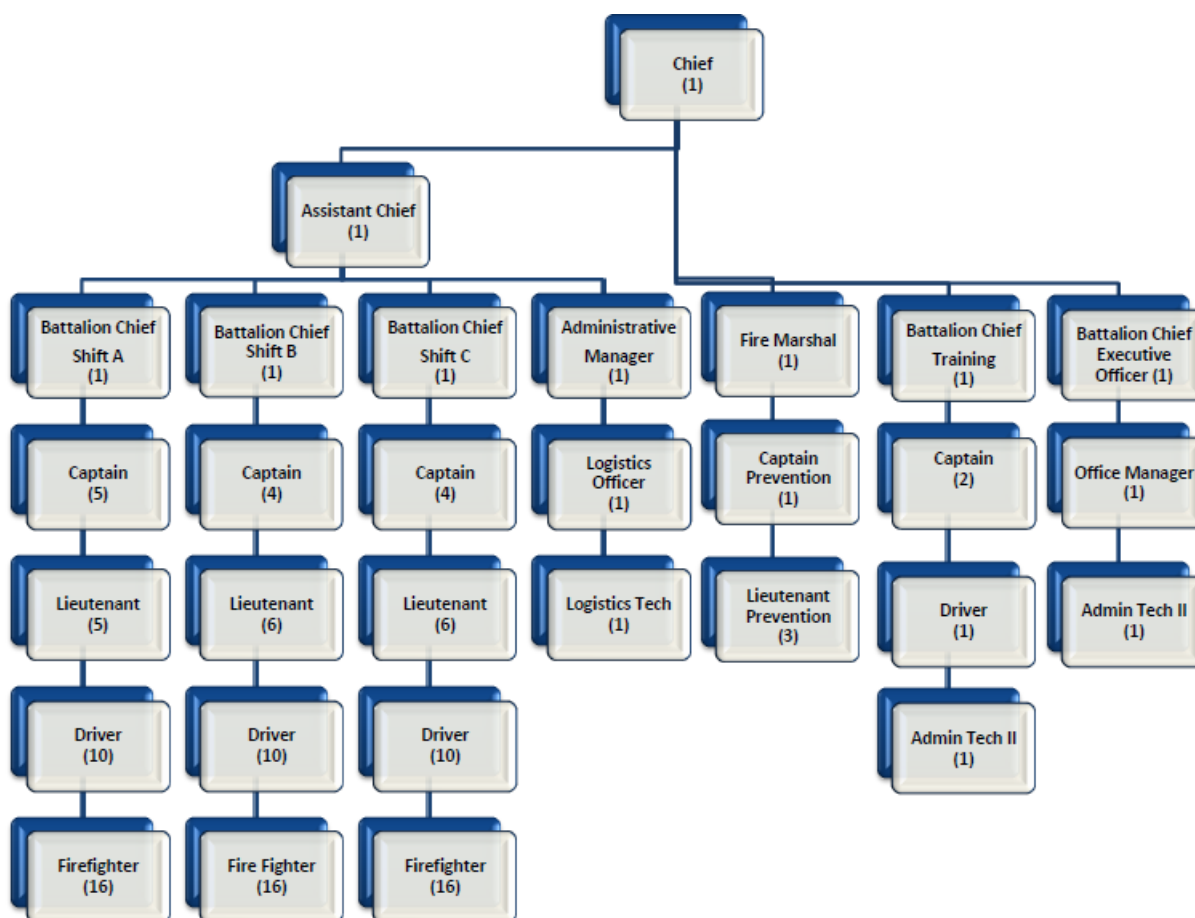 Chief
(1)
Assistant Chief
(1)
Battalion Chief
Shift A
(1)
Battalion Chief
Shift B
(1)
Battalion Chief
Shift C
(1)
Administrative
Manager
(1)
Fire Marshal
(1)
Battalion Chief
Training
(1)
Battalion Chief
Executive
Officer (1)
Captain
(5)
Captain
(4)
Captain
(4)
Logistics
Officer
(1)
Captain
Prevention
(1)
Captain
(2)
Office Manager
(1)
Lieutenant
(5)
Lieutenant
(6)
Lieutenant
(6)
Logistics Tech
(1)
Lieutenant
Prevention
(3)
Driver
(1)
Admin Tech II
(1)
Driver
(10)
Driver
(10)
Driver
(10)
Admin Tech II
(1)
Firefighter
(16)
Fire Fighter
(16)
Firefighter
(16)